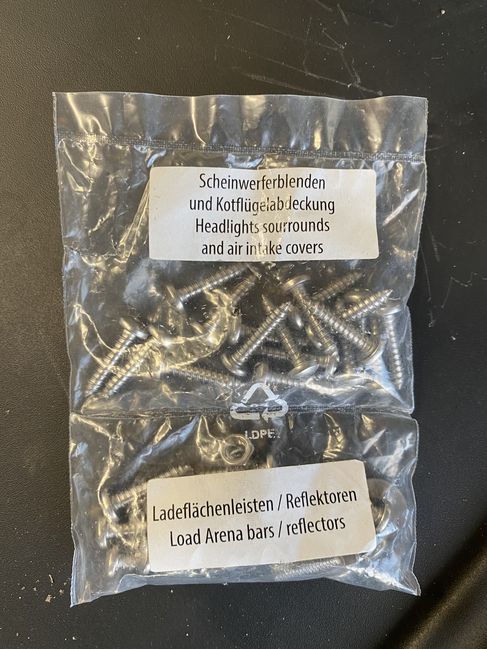 Scheinwerferblenden
und Kotflügelabdeckung
Headlights sourrounds
and air intake covers
LDPE
Ladeflächenleisten / Reflektoren
Load Arena bars / reflectors